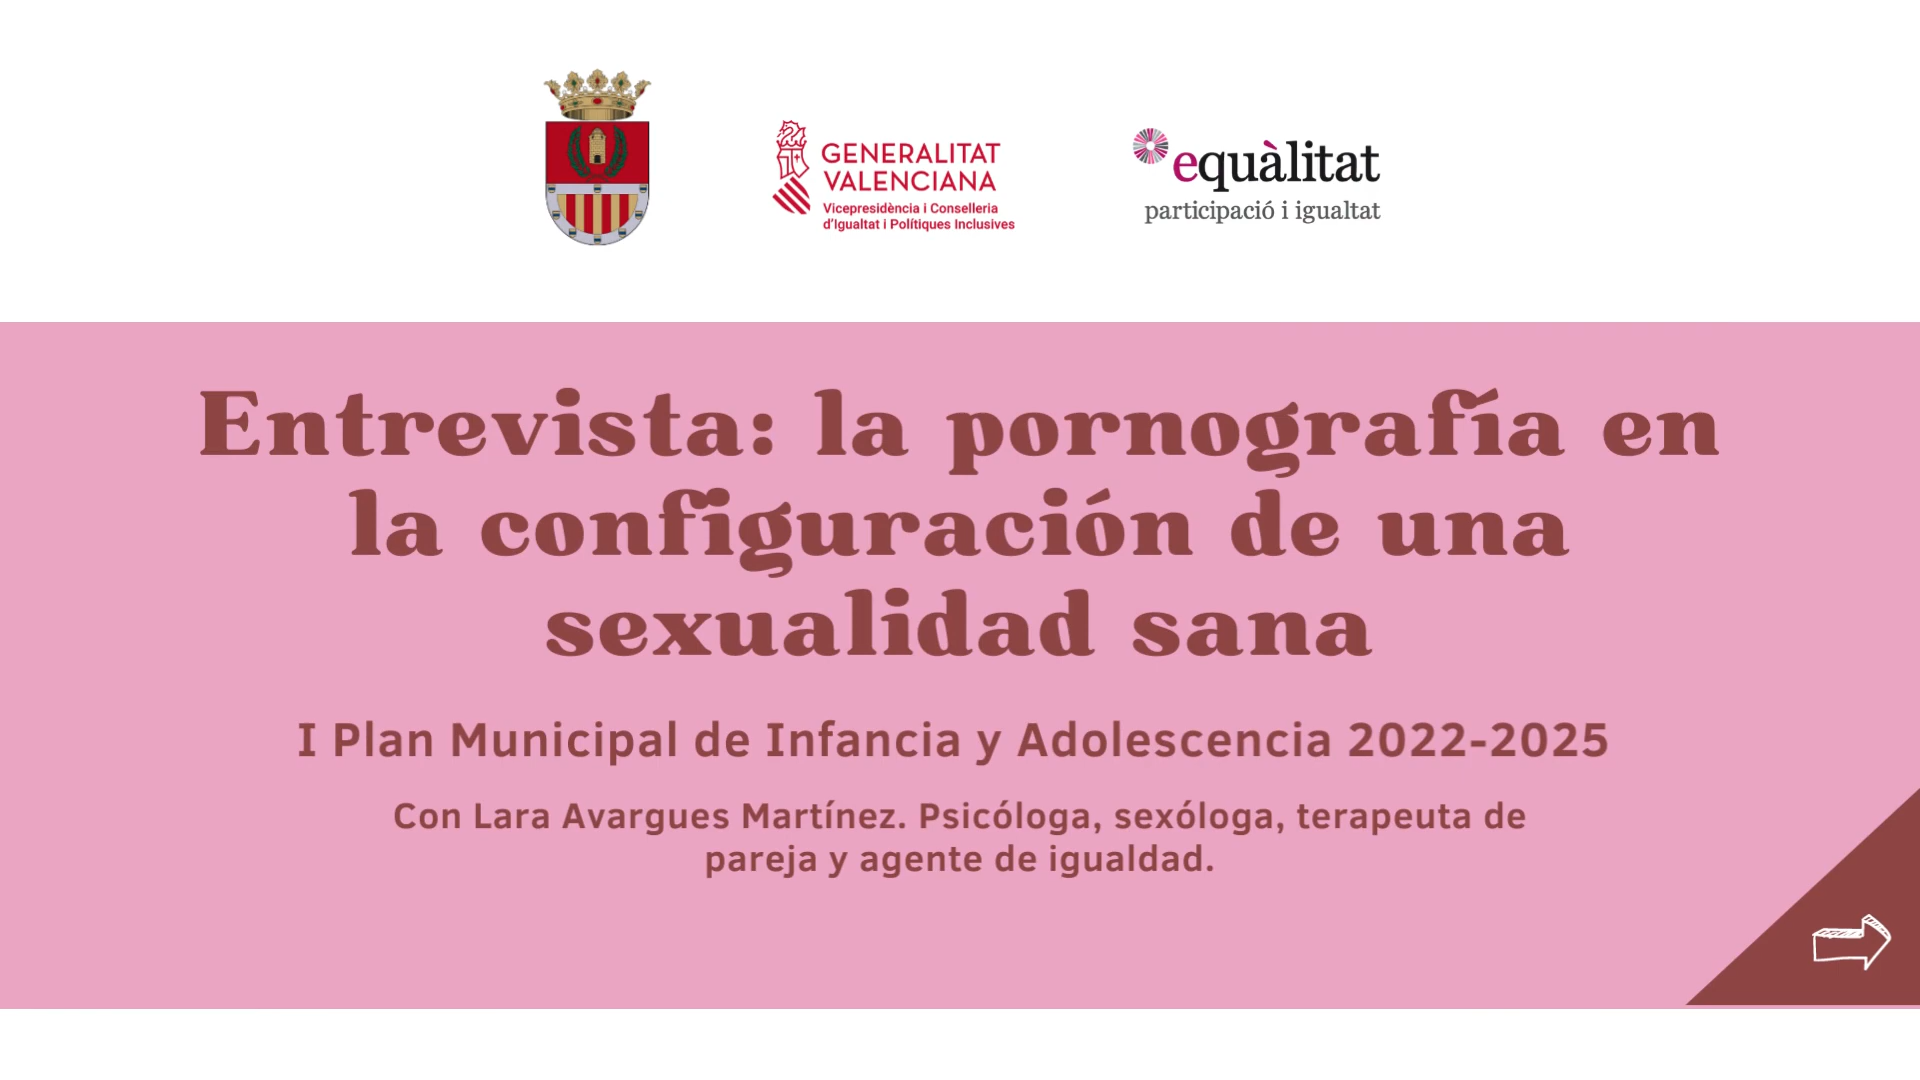 GENERALITAT
VALENCIANA
Vicepresidència i Conselleria
d'Igualtat i Polítiques Inclusives
equàlitat
participació i igualtat
Entrevista: la pornografía en
la configuración de una
sexualidad sana
I Plan Municipal de Infancia y Adolescencia 2022-2025
Con Lara Avargues Martínez. Psicóloga, sexóloga, terapeuta de
pareja y agente de igualdad.